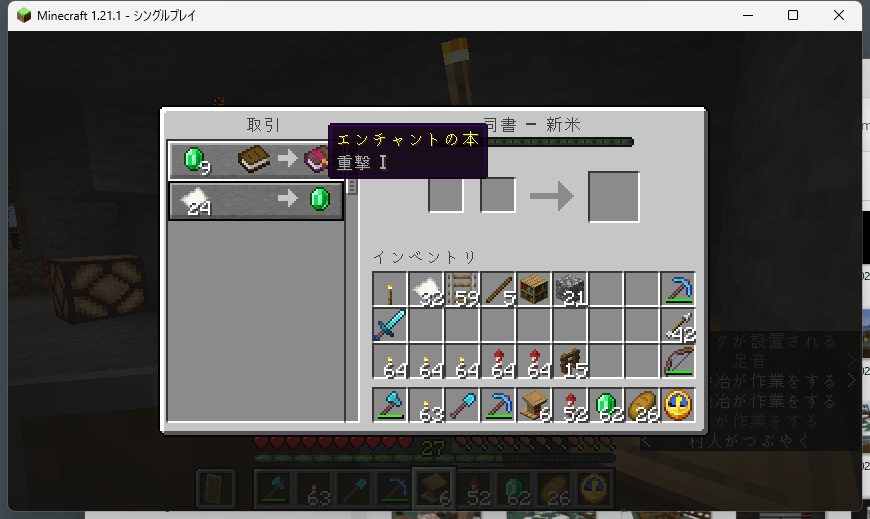 Minecraft 1.21.1 - シングルプレイ
取引
司書 - 新米
エンチャントの本
重撃 I
9
24
インベントリ
32 59 5 21
42
64 64 64 64 64 15
63 6 52 62 26
クが設置される
足音 >
冶が作業をする >
冶が作業をする
が作業をする
< 村人がつぶやく
27
63 6 52 62 26